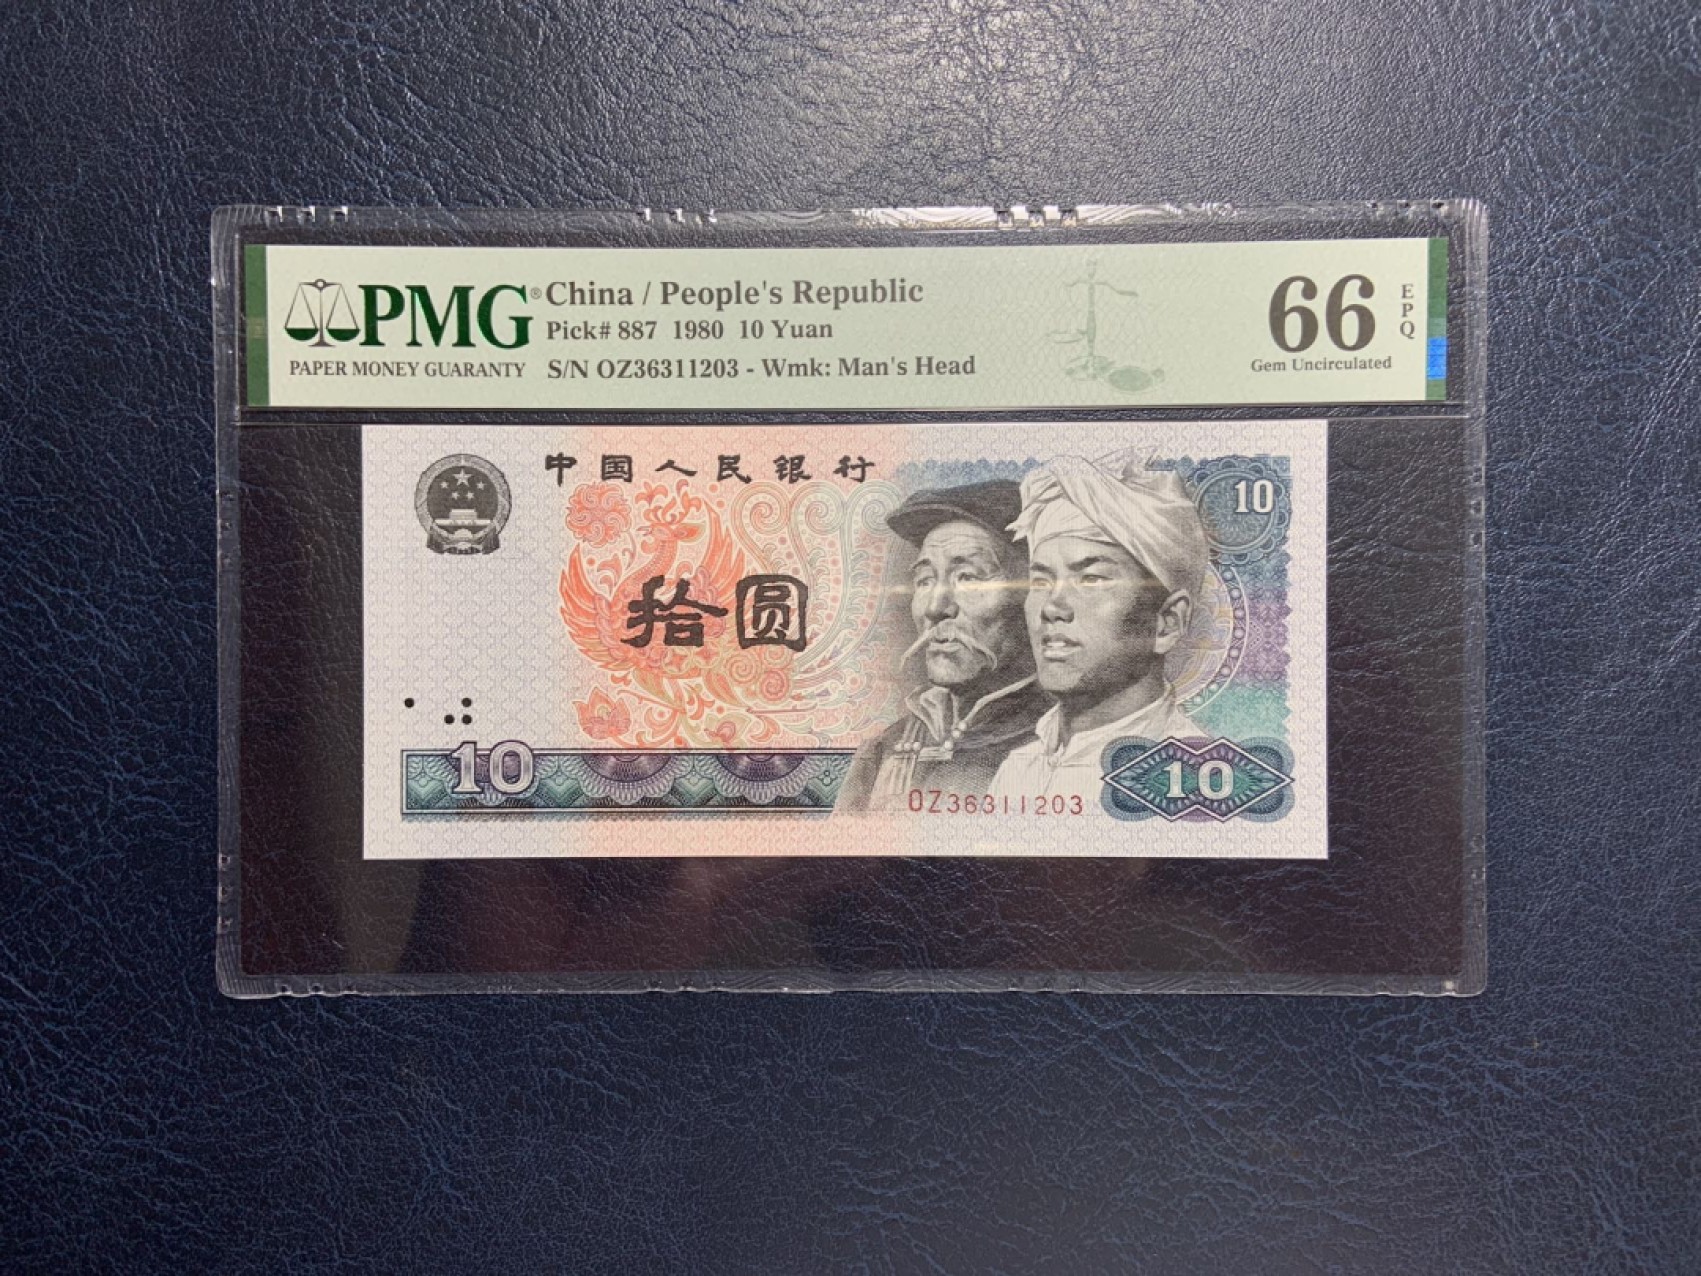 PMG®
PAPER MONEY GUARANTY
China / People's Republic
Pick# 887 1980 10 Yuan
S/N OZ36311203 - Wmk: Man's Head
66
EPQ
Gem Uncirculated
中国人民银行
10
拾圆
10
OZ36311203
10